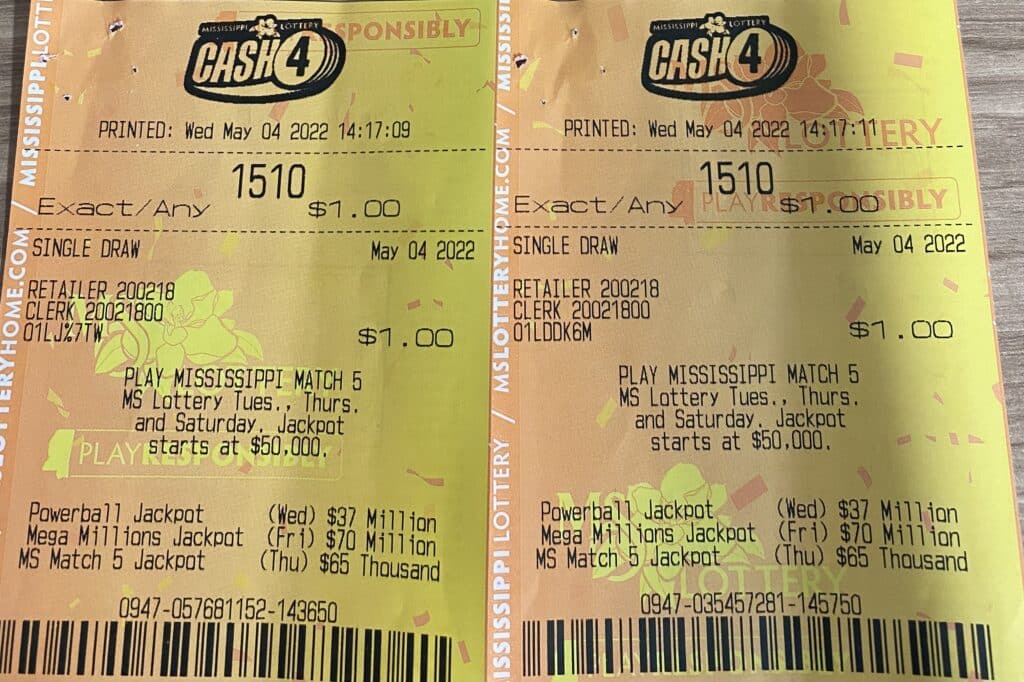 MISSISSIPPI LOTTERY
CASH 4
PRINTED: Wed May 04 2022 14:17:09
1510
Exact/Any $1.00
SINGLE DRAW May 04 2022
RETAILER 200218
CLERK 20021800
01LJ%7TW $1.00
PLAY MISSISSIPPI MATCH 5
MS Lottery Tues., Thurs.
and Saturday. Jackpot
starts at $50,000.
PLAY RESPONSIBLY
Powerball Jackpot (Wed) $37 Million
Mega Millions Jackpot (Fri) $70 Million
MS Match 5 Jackpot (Thu) $65 Thousand
0947-057681152-143650
MISSISSIPPI LOTTERY
CASH 4
PRINTED: Wed May 04 2022 14:17:11
LOTTERY
1510
PLAY RESPONSIBLY
Exact/Any $1.00
SINGLE DRAW May 04 2022
RETAILER 200218
CLERK 20021800
01LDDK6M $1.00
PLAY MISSISSIPPI MATCH 5
MS Lottery Tues., Thurs.
and Saturday. Jackpot
starts at $50,000.
Powerball Jackpot (Wed) $37 Million
Mega Millions Jackpot (Fri) $70 Million
MS Match 5 Jackpot (Thu) $65 Thousand
LOTTERY
0947-035457281-145750
MSLOTTERYHOME.COM / MISSISSIPPI LOTTERY
MISSISSIPPI LOTTERY / MSLOTTERYHOME.COM / MISSISS